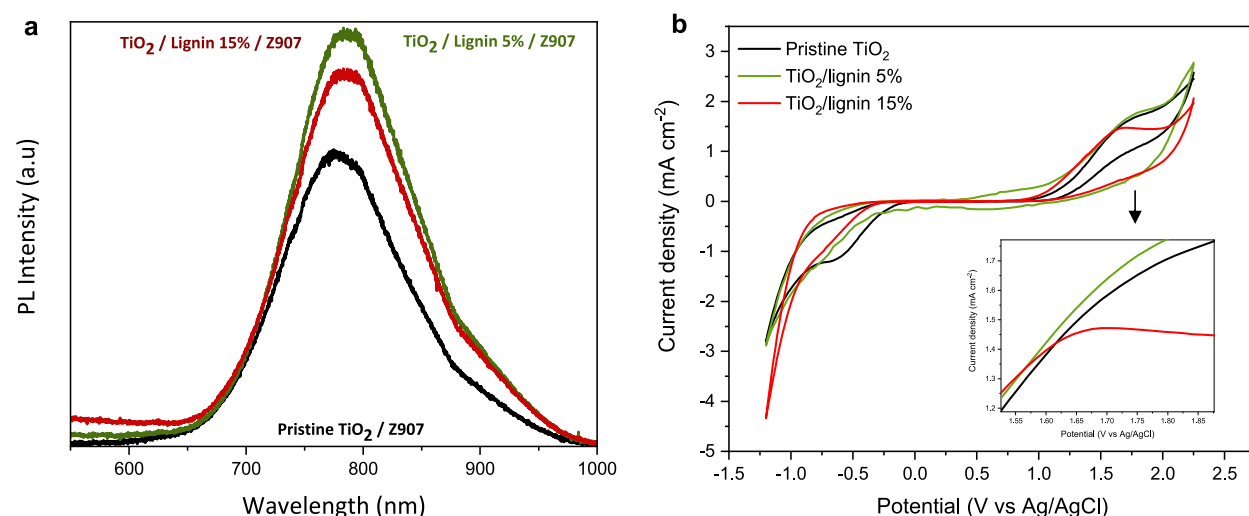 a
TiO2 / Lignin 15% / Z907
TiO2 / Lignin 5% / Z907
Pristine TiO2 / Z907
PL Intensity (a.u)
600
700
800
900
1000
Wavelength (nm)
b
Pristine TiO2
TiO2/lignin 5%
TiO2/lignin 15%
Current density (mA cm-2)
3
2
1
0
-1
-2
-3
-4
-5
-1.5
-1.0
-0.5
0.0
0.5
1.0
1.5
2.0
2.5
Potential (V vs Ag/AgCl)
Current density (mA cm-2)
1.7
1.6
1.5
1.4
1.3
1.2
1.55
1.60
1.65
1.70
1.75
1.80
1.85
Potential (V vs Ag/AgCl)